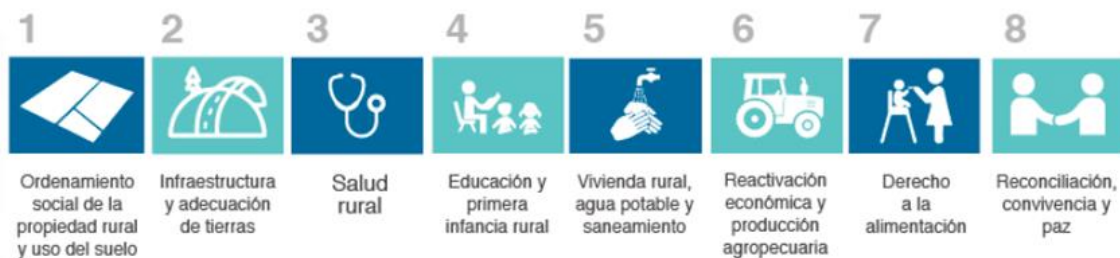 1
2
3
4
5
6
7
8
Ordenamiento
social de la
propiedad rural
y uso del suelo
Infraestructura
y adecuación
de tierras
Salud
rural
Educación y
primera
infancia rural
Vivienda rural,
agua potable y
saneamiento
Reactivación
económica y
producción
agropecuaria
Derecho
a la
alimentación
Reconciliación,
convivencia y
paz